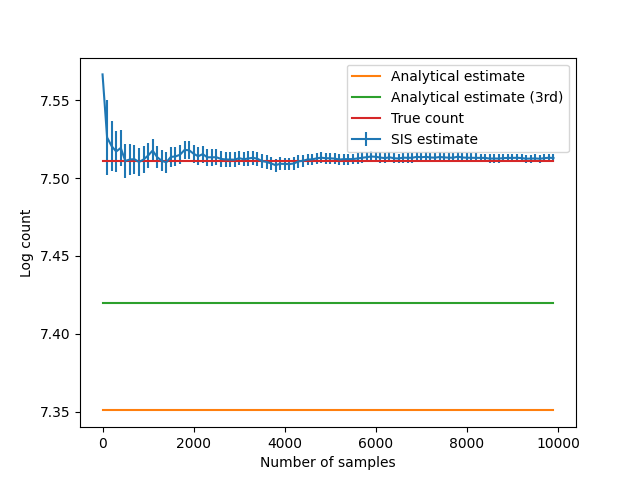 7.55
7.50
7.45
7.40
7.35
Log count
0
2000
4000
6000
8000
10000
Number of samples
Analytical estimate
Analytical estimate (3rd)
True count
SIS estimate